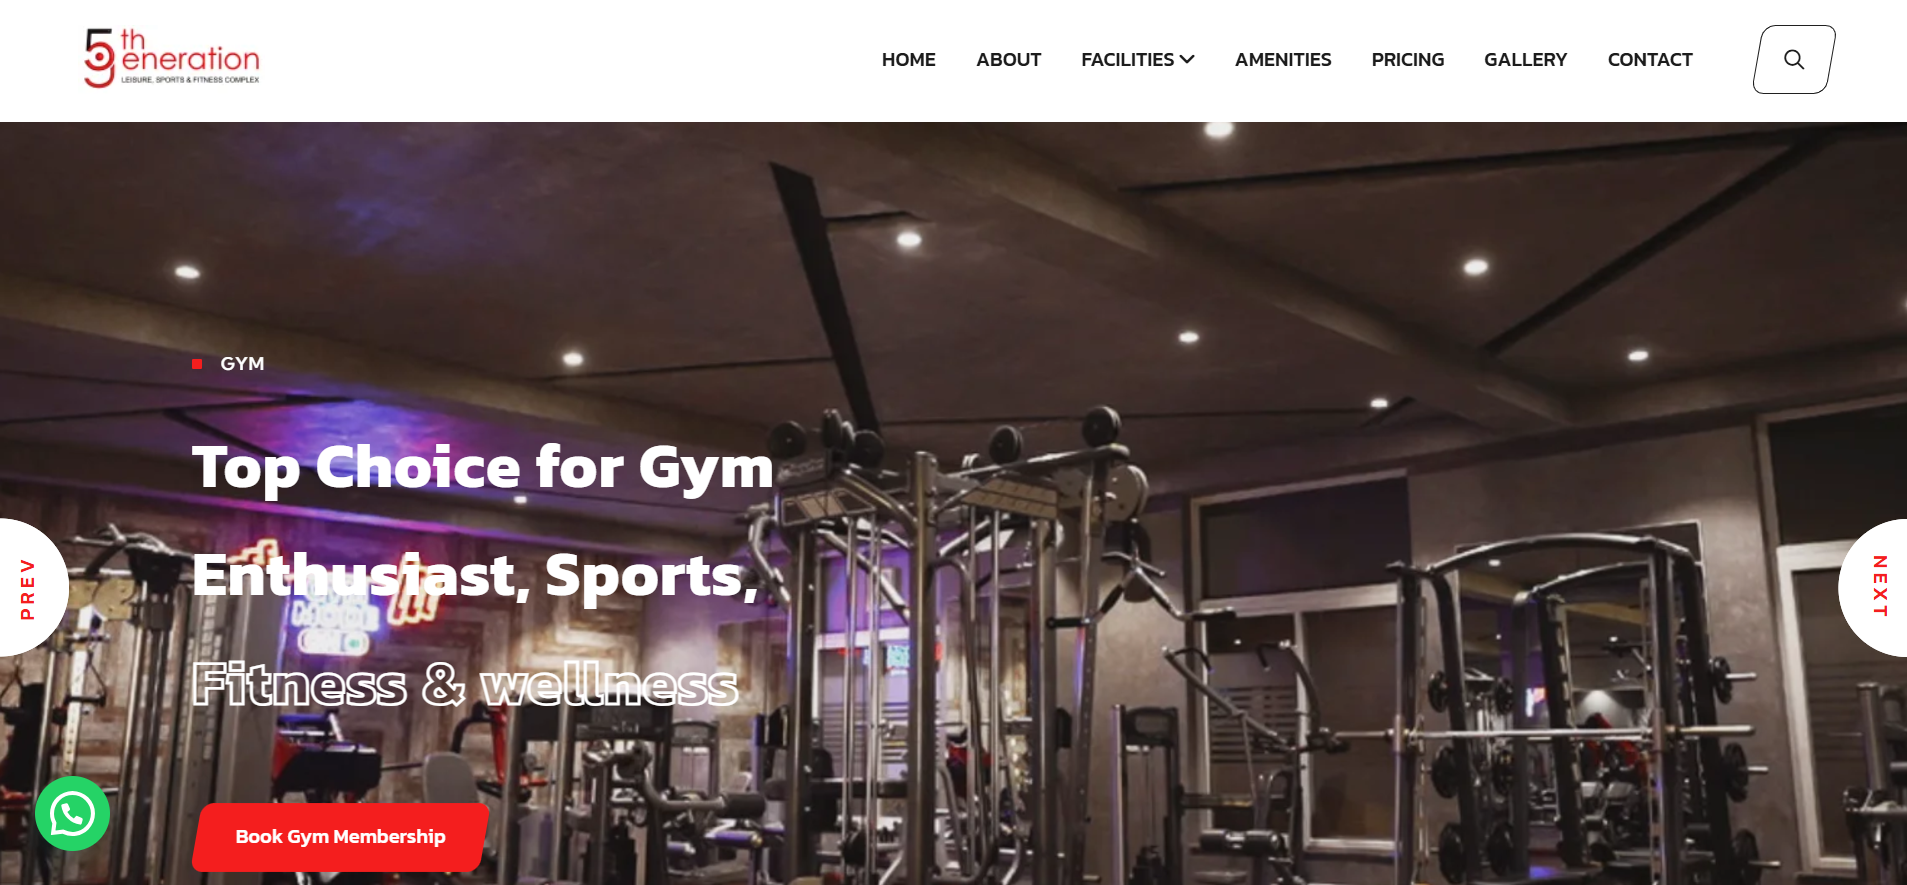 5th
Generation
LEISURE, SPORTS & FITNESS COMPLEX
HOME
ABOUT
FACILITIES
AMENITIES
PRICING
GALLERY
CONTACT
GYM
Top Choice for Gym
Enthusiast, Sports,
Fitness & wellness
PREV
NEXT
Book Gym Membership